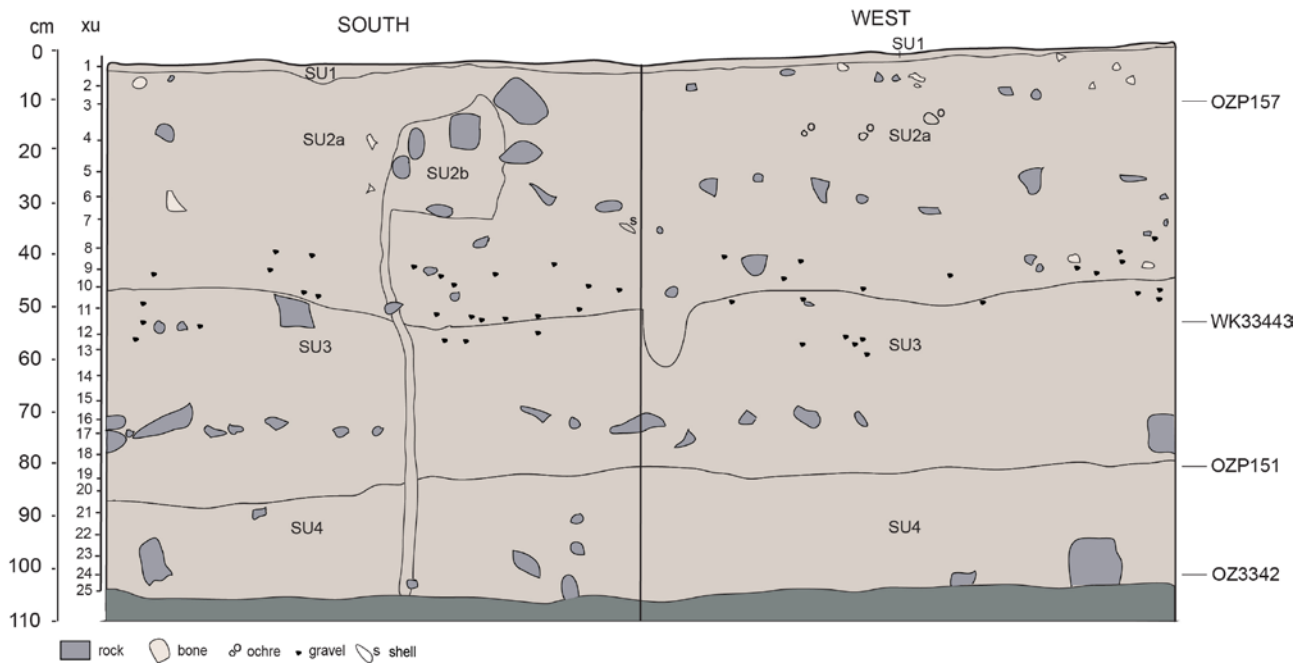 SOUTH
WEST
cm
xu
0
10
20
30
40
50
60
70
80
90
100
110
1
2
3
4
5
6
7
8
9
10
11
12
13
14
15
16
17
18
19
20
21
22
23
24
25
SU1
SU1
SU2a
SU2b
SU2a
s
SU3
SU3
SU4
SU4
OZP157
WK33443
OZP151
OZ3342
rock bone ochre gravel s shell